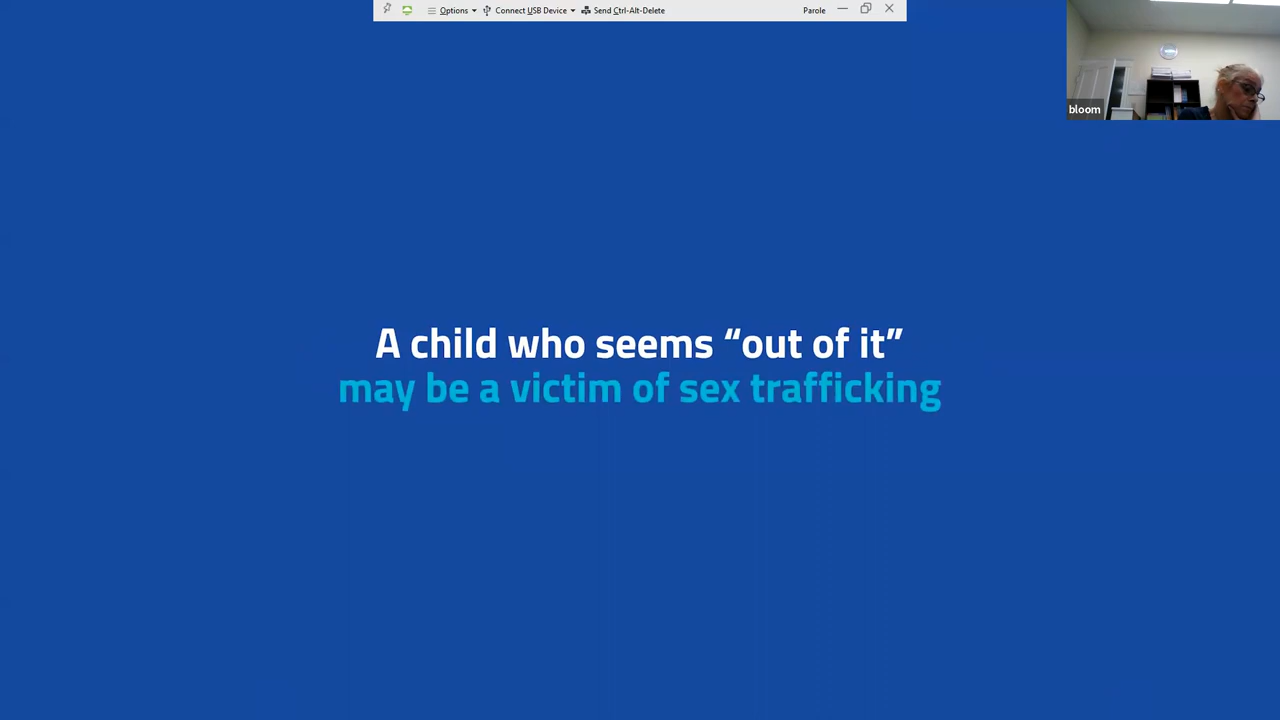 Options
Connect USB Device
Send Ctrl-Alt-Delete
Parole
bloom
A child who seems “out of it”
may be a victim of sex trafficking